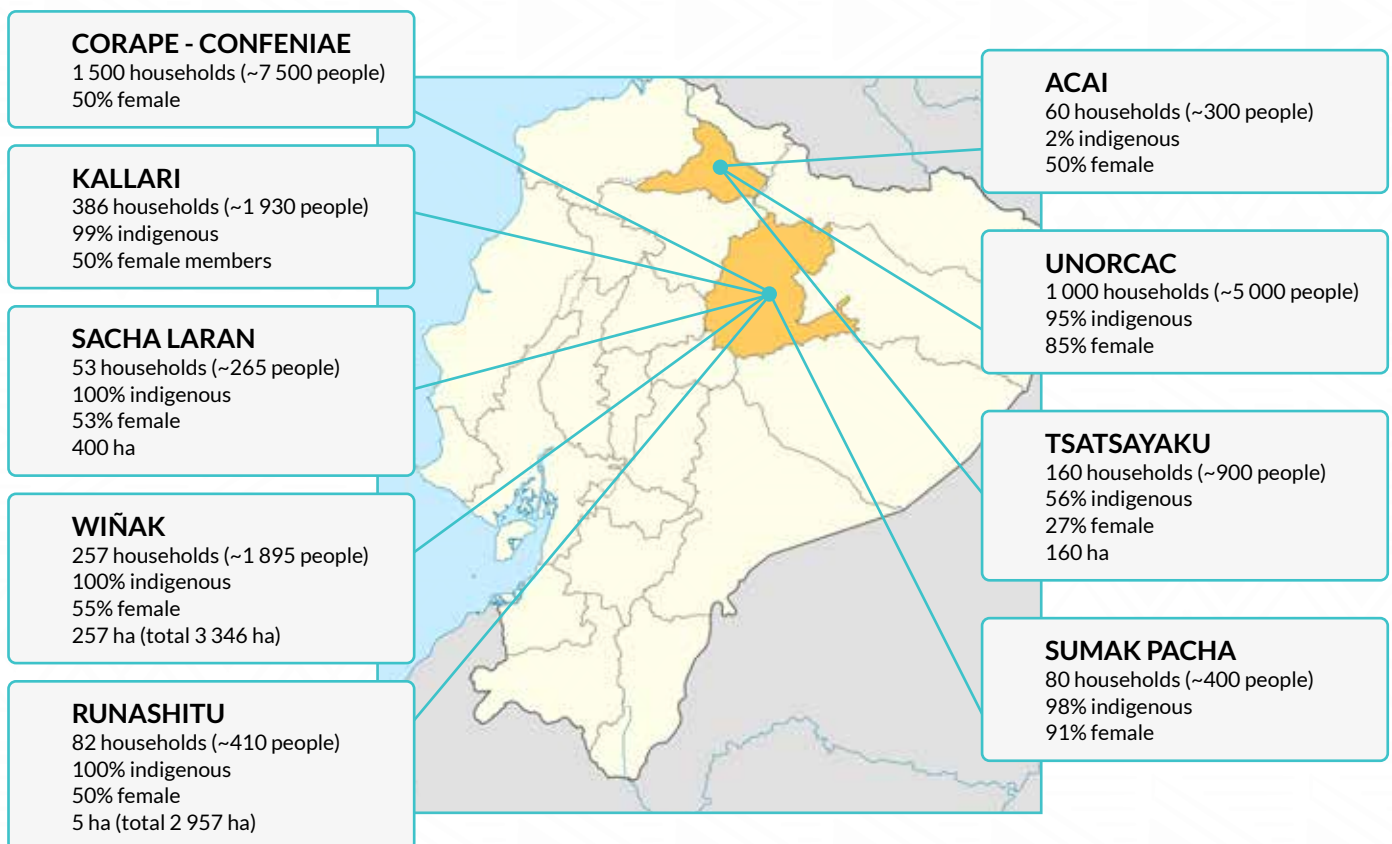 CORAPE - CONFENIAE
1 500 households (~7 500 people)
50% female
KALLARI
386 households (~1 930 people)
99% indigenous
50% female members
SACHA LARAN
53 households (~265 people)
100% indigenous
53% female
400 ha
WIÑAK
257 households (~1 895 people)
100% indigenous
55% female
257 ha (total 3 346 ha)
RUNASHITU
82 households (~410 people)
100% indigenous
50% female
5 ha (total 2 957 ha)
ACAI
60 households (~300 people)
2% indigenous
50% female
UNORCAC
1 000 households (~5 000 people)
95% indigenous
85% female
TSATSAYAKU
160 households (~900 people)
56% indigenous
27% female
160 ha
SUMAK PACHA
80 households (~400 people)
98% indigenous
91% female